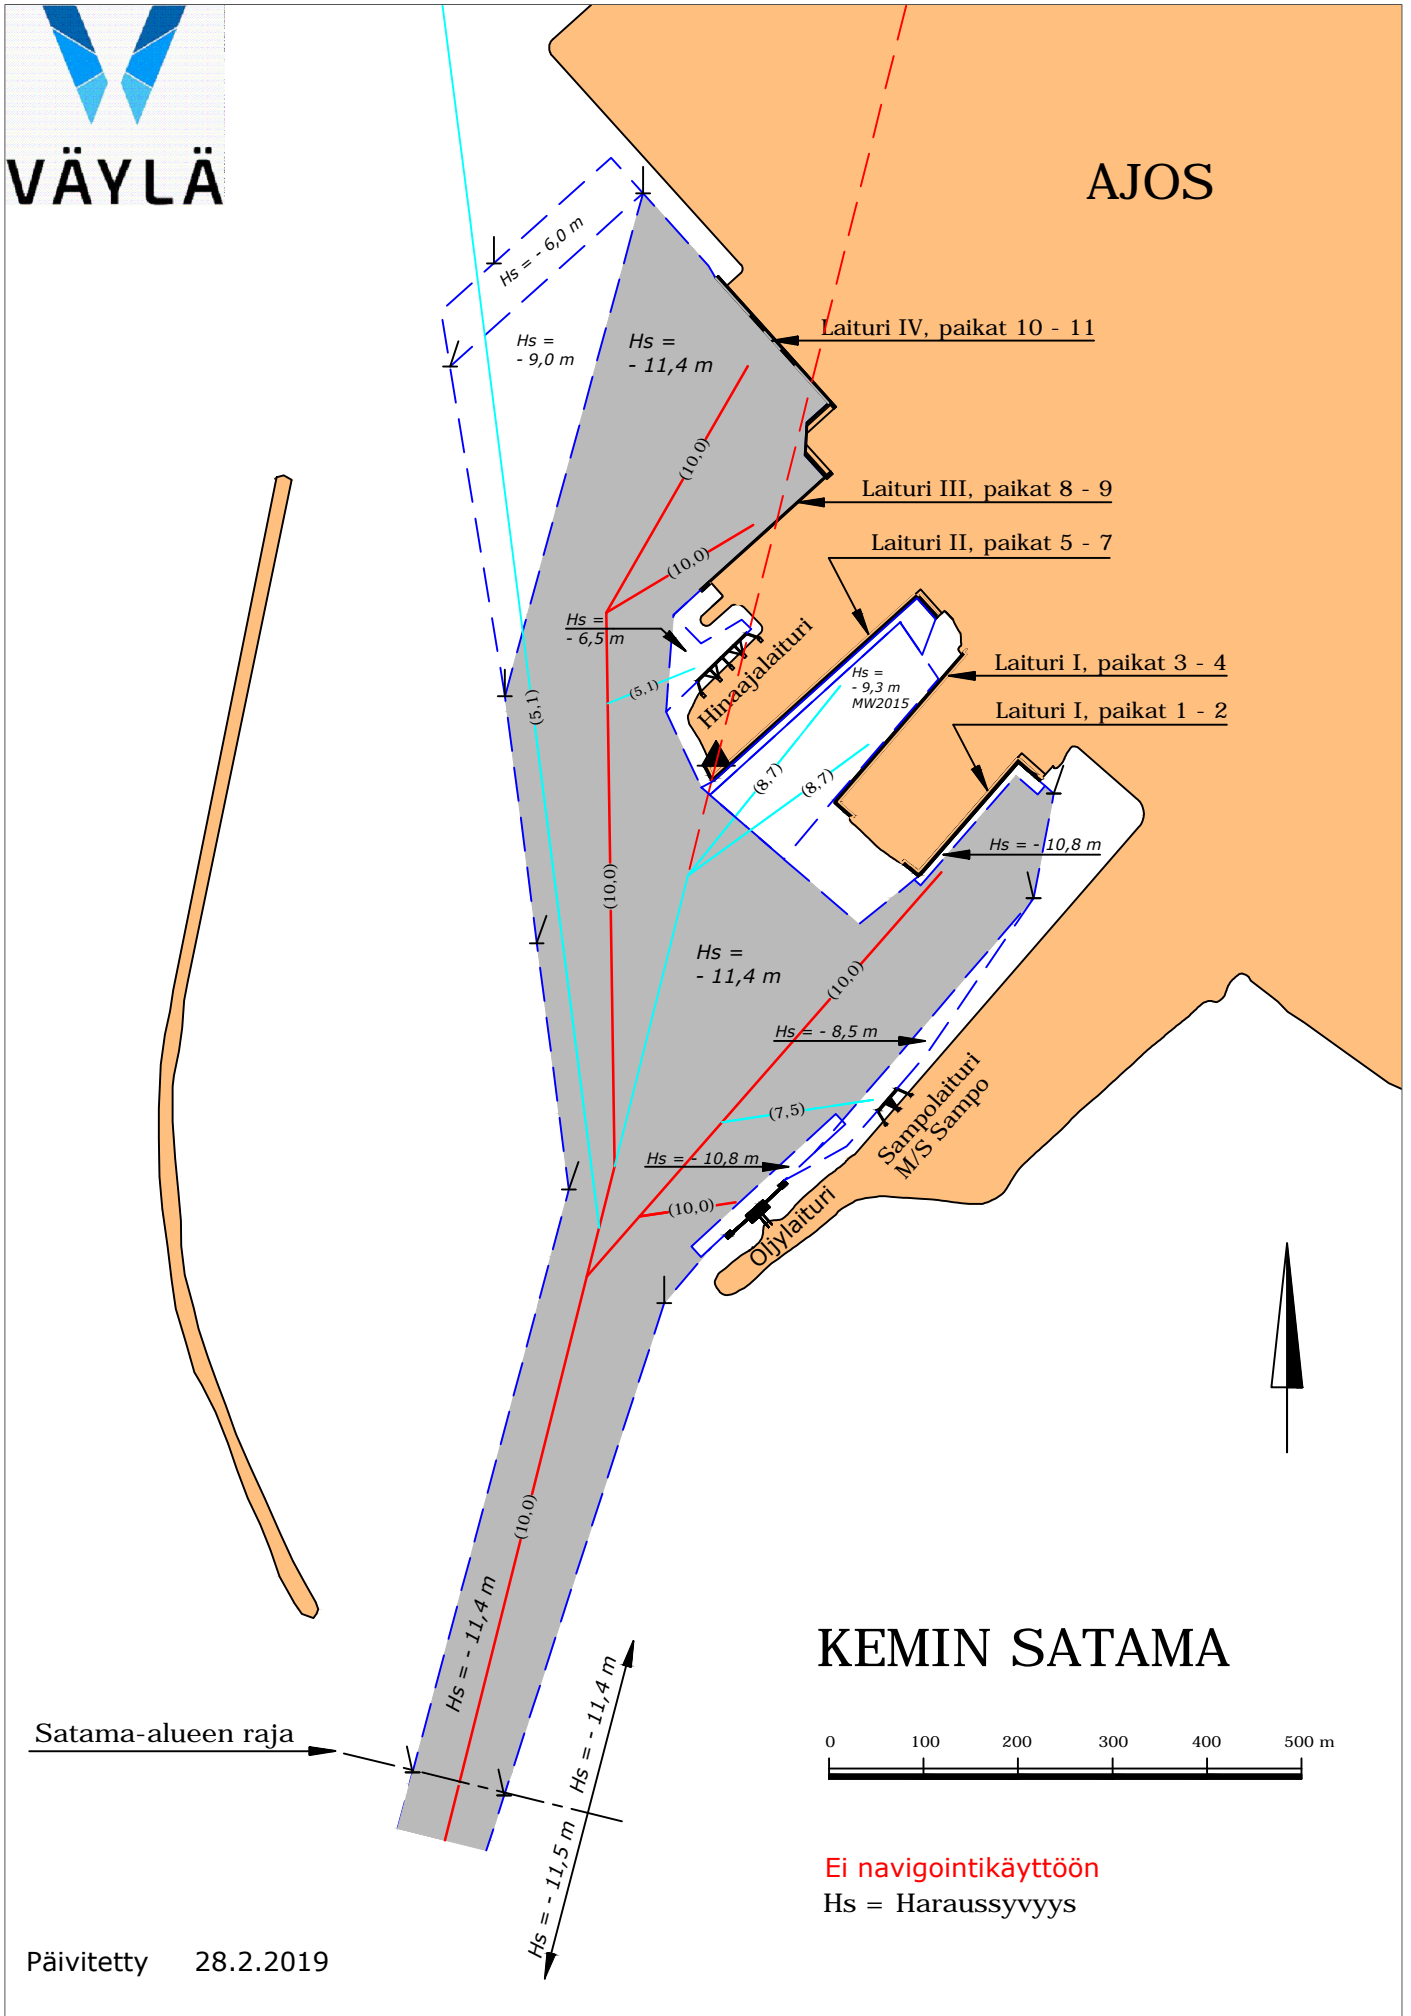 VÄYLÄ
AJOS
Hs = - 6,0 m
Hs =
- 9,0 m
Hs =
- 11,4 m
Laituri IV, paikat 10 - 11
(10,0)
Laituri III, paikat 8 - 9
Laituri II, paikat 5 - 7
(10,0)
Hs =
- 6,5 m
Hinaajalaituri
Laituri I, paikat 3 - 4
Hs =
- 9,3 m
MW2015
(5,1)
(5,1)
Laituri I, paikat 1 - 2
(8,7)
(8,7)
Hs = - 10,8 m
(10,0)
Hs =
- 11,4 m
(10,0)
Hs = - 8,5 m
(7,5)
Sampolaituri
M/S Sampo
Hs = - 10,8 m
(10,0)
Öljylaituri
(10,0)
Hs = - 11,4 m
KEMIN SATAMA
Hs = - 11,4 m
Satama-alueen raja
0 100 200 300 400 500 m
Hs = - 11,5 m
Ei navigointikäyttöön
Hs = Haraussyvyys
Päivitetty 28.2.2019